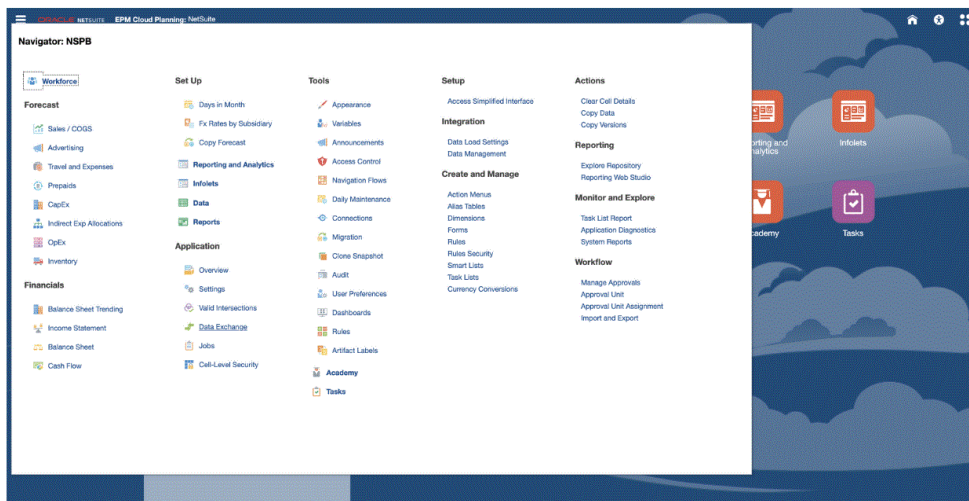 ORACLE NETSUITE EPM Cloud Planning: NetSuite
Navigator: NSPB
Workforce
Forecast
Sales / COGS
Advertising
Travel and Expenses
Prepaids
CapEx
Indirect Exp Allocations
OpEx
Inventory
Financials
Balance Sheet Trending
Income Statement
Balance Sheet
Cash Flow
Set Up
Days in Month
Fx Rates by Subsidiary
Copy Forecast
Reporting and Analytics
Infolets
Data
Reports
Application
Overview
Settings
Valid Intersections
Data Exchange
Jobs
Cell-Level Security
Tools
Appearance
Variables
Announcements
Access Control
Navigation Flows
Daily Maintenance
Connections
Migration
Clone Snapshot
Audit
User Preferences
Dashboards
Rules
Artifact Labels
Academy
Tasks
Setup
Access Simplified Interface
Integration
Data Load Settings
Data Management
Create and Manage
Action Menus
Alias Tables
Dimensions
Forms
Rules
Rules Security
Smart Lists
Task Lists
Currency Conversions
Actions
Clear Cell Details
Copy Data
Copy Versions
Reporting
Explore Repository
Reporting Web Studio
Monitor and Explore
Task List Report
Application Diagnostics
System Reports
Workflow
Manage Approvals
Approval Unit
Approval Unit Assignment
Import and Export
orting and
nalytics
Infolets
cademy
Tasks